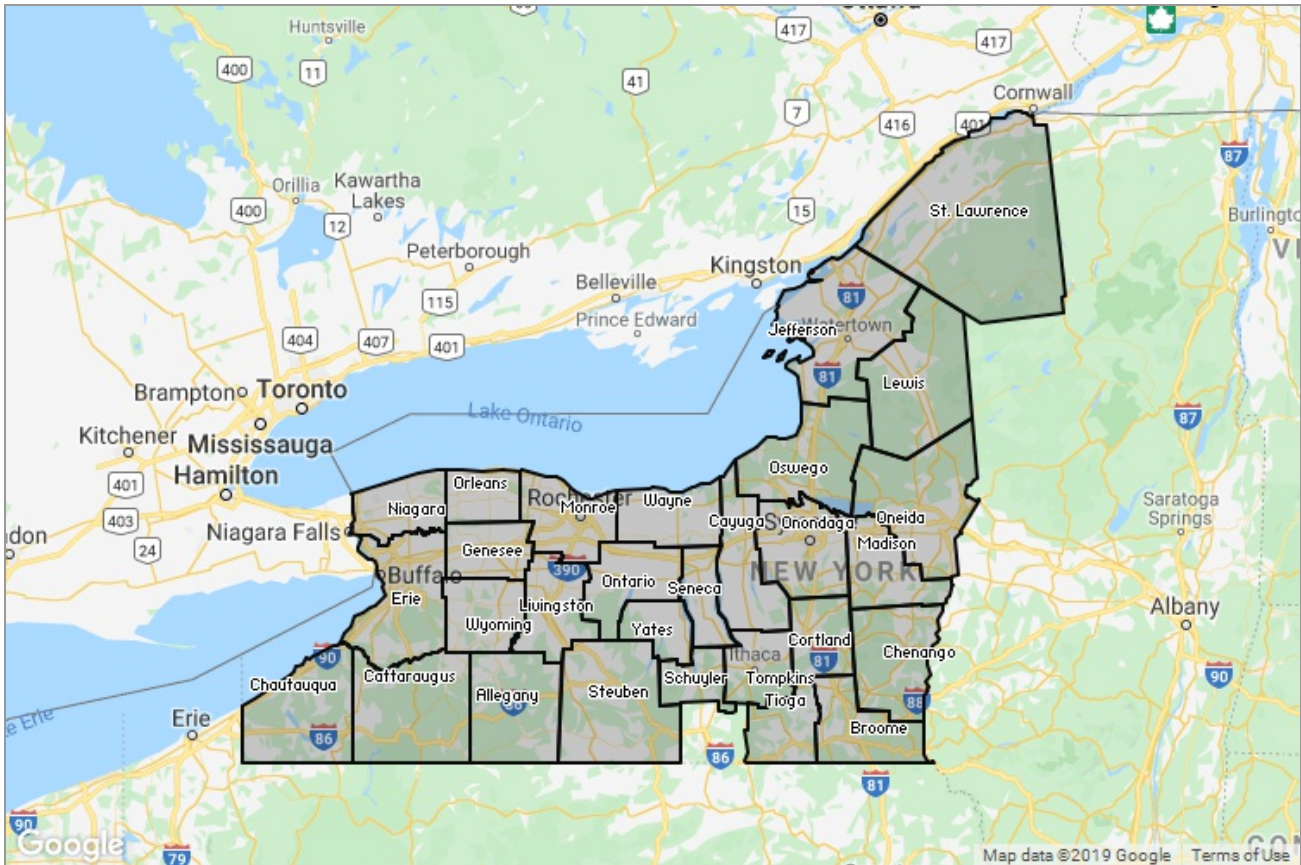 Ottawa
417
417
Huntsville
400
11
41
7
Cornwall
416
401
87
Orillia
Kawartha
Lakes
400
12
15
St. Lawrence
Burlington
Peterborough
Belleville
Kingston
115
Prince Edward
81
Jefferson
Watertown
404
407
401
81
Lewis
Brampton
Toronto
Lake Ontario
87
Kitchener
Mississauga
Hamilton
401
403
24
Oswego
Orleans
Niagara
Rochester
Monroe
Wayne
Cayuga
Onondaga
Oneida
Madison
Saratoga
Springs
Niagara Falls
Genesee
NEW YORK
Buffalo
390
Ontario
Seneca
Erie
Livingston
Wyoming
Yates
Cortland
Albany
Chenango
90
Ithaca
81
Chautauqua
Cattaraugus
Allegany
86
Steuben
Schuyler
Tompkins
Tioga
88
90
Erie
86
Broome
86
81
90
79
Google
Map data ©2019 Google
Terms of Use